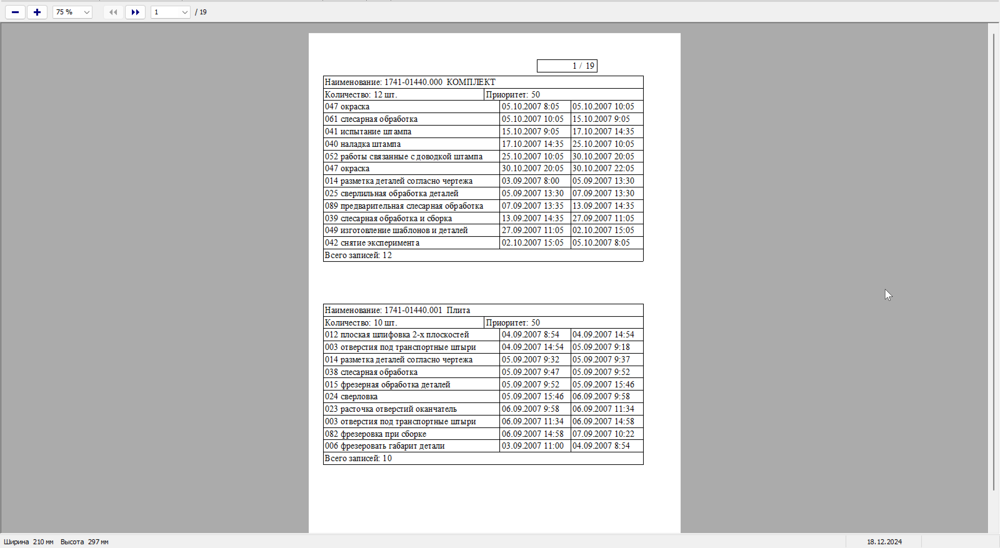 75 %
1
/ 19
1 / 19
Наименование: 1741-01440.000 КОМПЛЕКТ
Количество: 12 шт. Приоритет: 50
047 окраска 05.10.2007 8:05 05.10.2007 10:05
061 слесарная обработка 05.10.2007 10:05 15.10.2007 9:05
041 испытание штампа 15.10.2007 9:05 17.10.2007 14:35
040 наладка штампа 17.10.2007 14:35 25.10.2007 10:05
052 работы связанные с доводкой штампа 25.10.2007 10:05 30.10.2007 20:05
047 окраска 30.10.2007 20:05 30.10.2007 22:05
014 разметка деталей согласно чертежа 03.09.2007 8:00 05.09.2007 13:30
025 сверлильная обработка деталей 05.09.2007 13:30 07.09.2007 13:30
089 предварительная слесарная обработка 07.09.2007 13:35 13.09.2007 14:35
039 слесарная обработка и сборка 13.09.2007 14:35 27.09.2007 11:05
049 изготовление шаблонов и деталей 27.09.2007 11:05 02.10.2007 15:05
042 снятие эксперимента 02.10.2007 15:05 05.10.2007 8:05
Всего записей: 12
Наименование: 1741-01440.001 Плита
Количество: 10 шт. Приоритет: 50
012 плоская шлифовка 2-х плоскостей 04.09.2007 8:54 04.09.2007 14:54
003 отверстия под транспортные штыри 04.09.2007 14:54 05.09.2007 9:18
014 разметка деталей согласно чертежа 05.09.2007 9:32 05.09.2007 9:37
038 слесарная обработка 05.09.2007 9:47 05.09.2007 9:52
015 фрезерная обработка деталей 05.09.2007 9:52 05.09.2007 15:46
024 сверловка 05.09.2007 15:46 06.09.2007 9:58
023 расточка отверстий оканчатель 06.09.2007 9:58 06.09.2007 11:34
003 отверстия под транспортные штыри 06.09.2007 11:34 06.09.2007 14:58
082 фрезеровка при сборке 06.09.2007 14:58 07.09.2007 10:22
006 фрезеровать габарит детали 03.09.2007 11:00 04.09.2007 8:54
Всего записей: 10
Ширина 210 мм Высота 297 мм 18.12.2024